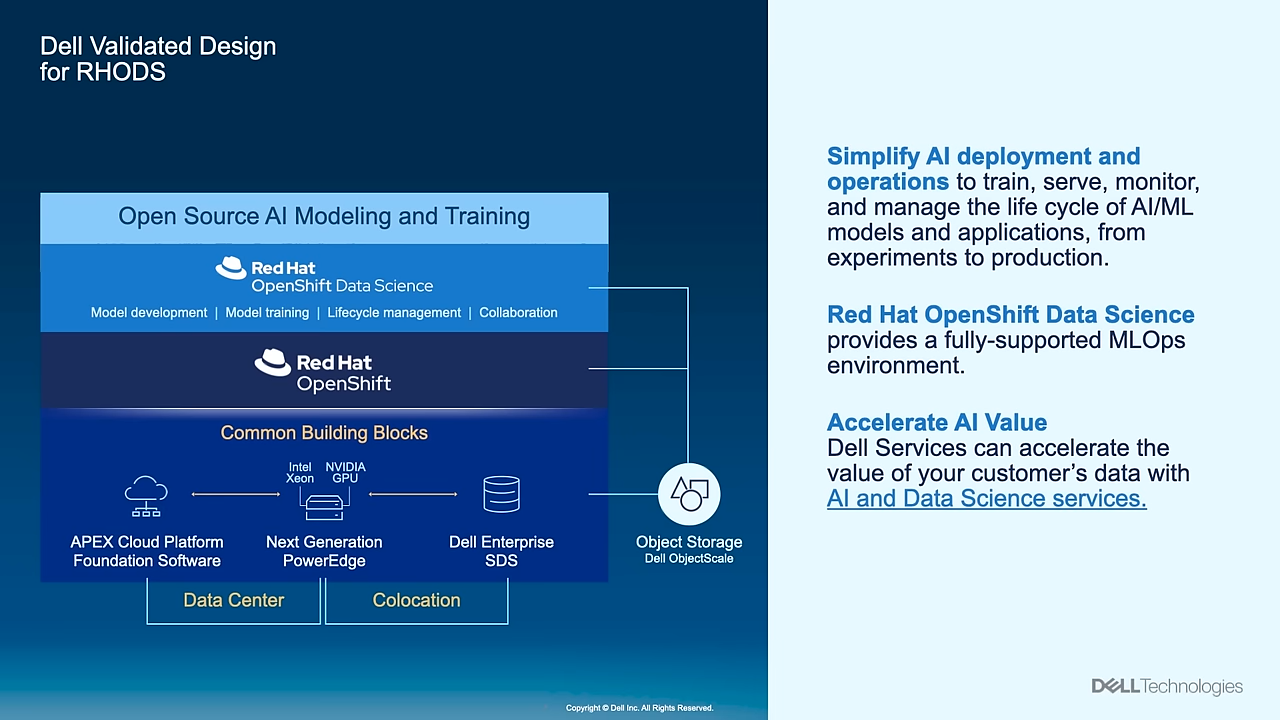 Dell Validated Design
for RHODS
Open Source AI Modeling and Training
Red Hat
OpenShift Data Science
Model development | Model training | Lifecycle management | Collaboration
Red Hat
OpenShift
Common Building Blocks
Intel
Xeon
NVIDIA
GPU
APEX Cloud Platform
Foundation Software
Next Generation
PowerEdge
Dell Enterprise
SDS
Object Storage
Dell ObjectScale
Data Center
Colocation
Copyright © Dell Inc. All Rights Reserved.
Simplify AI deployment and
operations to train, serve, monitor,
and manage the life cycle of AI/ML
models and applications, from
experiments to production.
Red Hat OpenShift Data Science
provides a fully-supported MLOps
environment.
Accelerate AI Value
Dell Services can accelerate the
value of your customer’s data with
AI and Data Science services.
DELLTechnologies